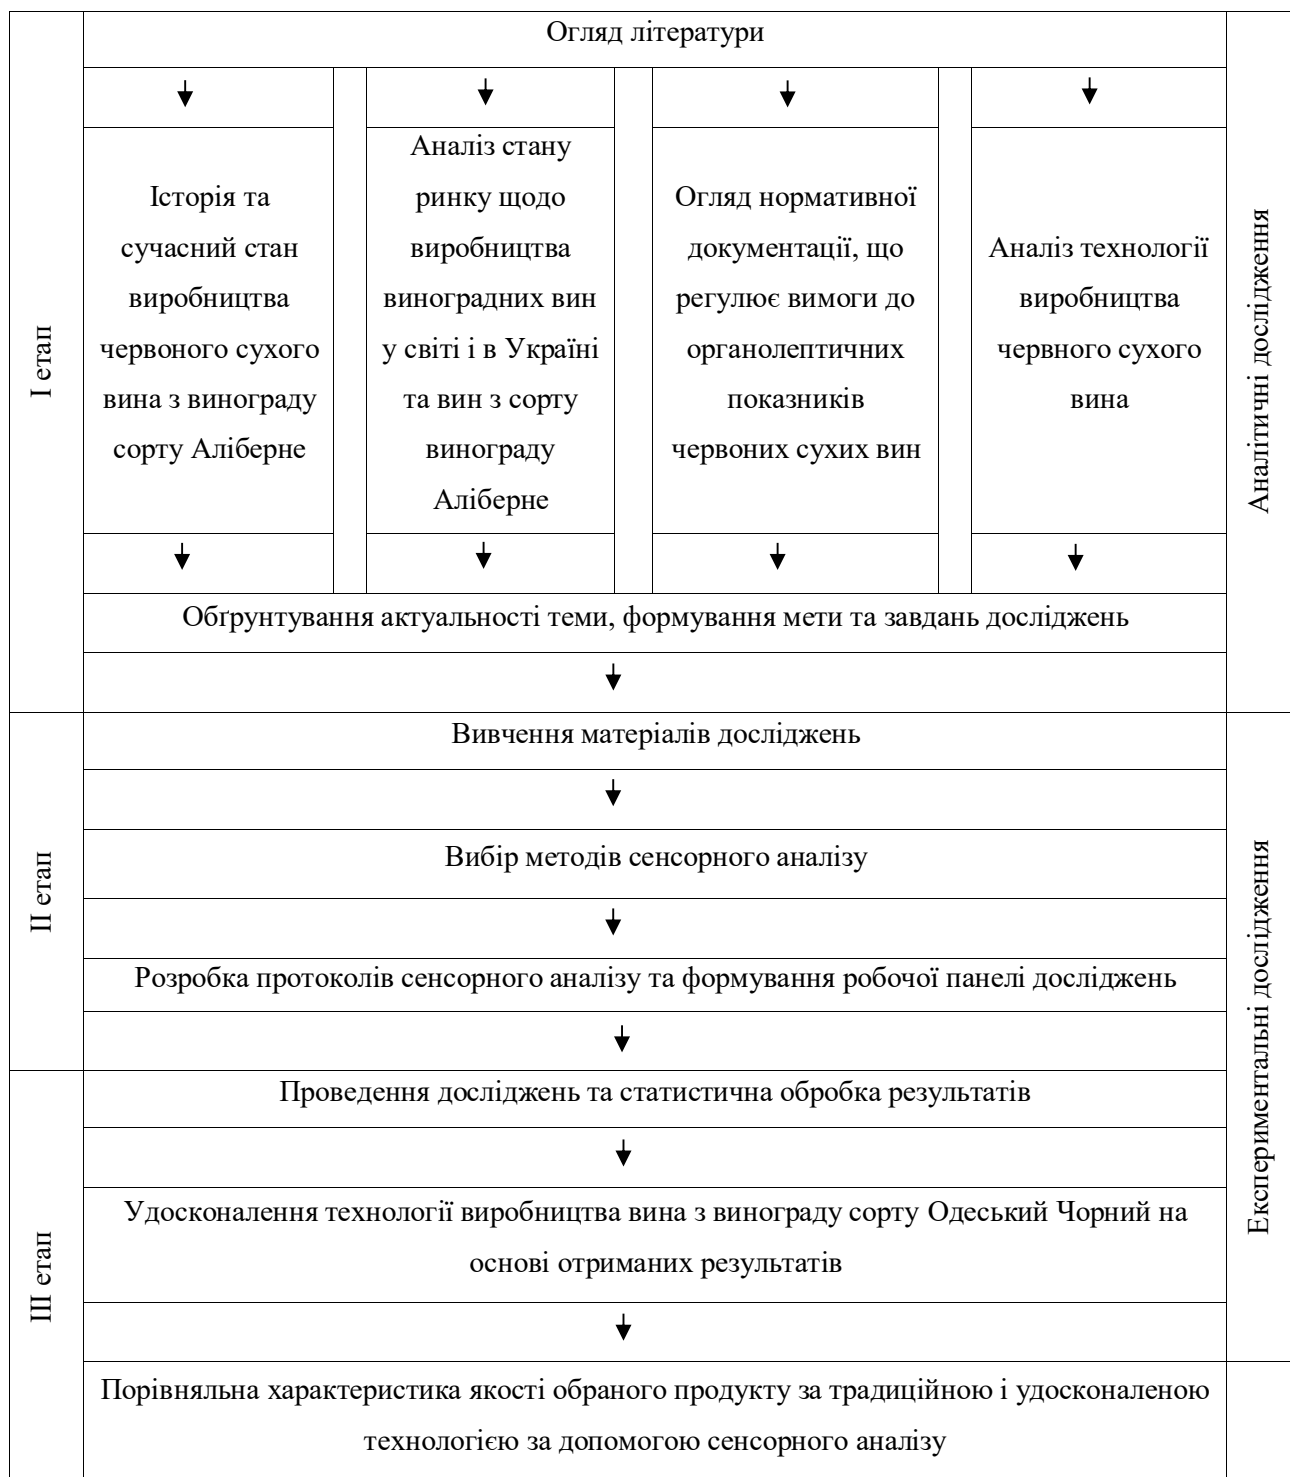 Огляд літератури
І етап
Історія та
сучасний стан
виробництва
червоного сухого
вина з винограду
сорту Аліберне
Аналіз стану
ринку щодо
виробництва
виноградних вин
у світі і в Україні
та вин з сорту
винограду
Аліберне
Огляд нормативної
документації, що
регулює вимоги до
органолептичних
показників
червоних сухих вин
Аналіз технології
виробництва
червного сухого
вина
Аналітичні дослідження
Обґрунтування актуальності теми, формування мети та завдань досліджень
ІІ етап
Вивчення матеріалів досліджень
Вибір методів сенсорного аналізу
Розробка протоколів сенсорного аналізу та формування робочої панелі досліджень
Експериментальні дослідження
ІІІ етап
Проведення досліджень та статистична обробка результатів
Удосконалення технології виробництва вина з винограду сорту Одеський Чорний на
основі отриманих результатів
Порівняльна характеристика якості обраного продукту за традиційною і удосконаленою
технологією за допомогою сенсорного аналізу